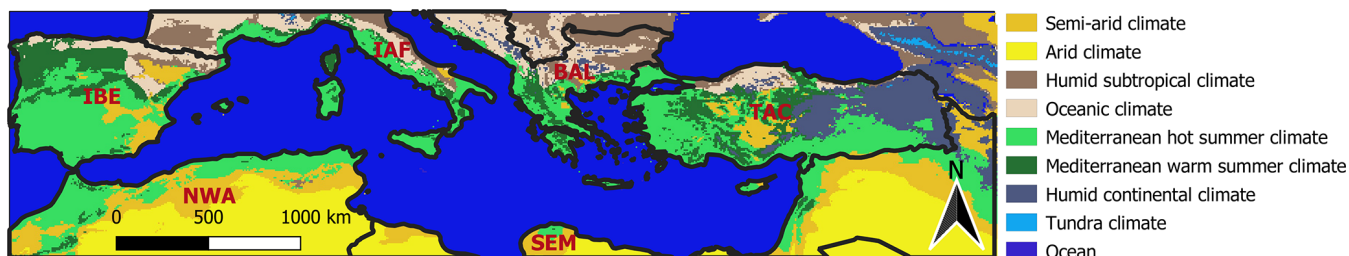 IBE
IAF
BAL
TAC
NWA
SEM
0 500 1000 km
N
Semi-arid climate
Arid climate
Humid subtropical climate
Oceanic climate
Mediterranean hot summer climate
Mediterranean warm summer climate
Humid continental climate
Tundra climate
Ocean